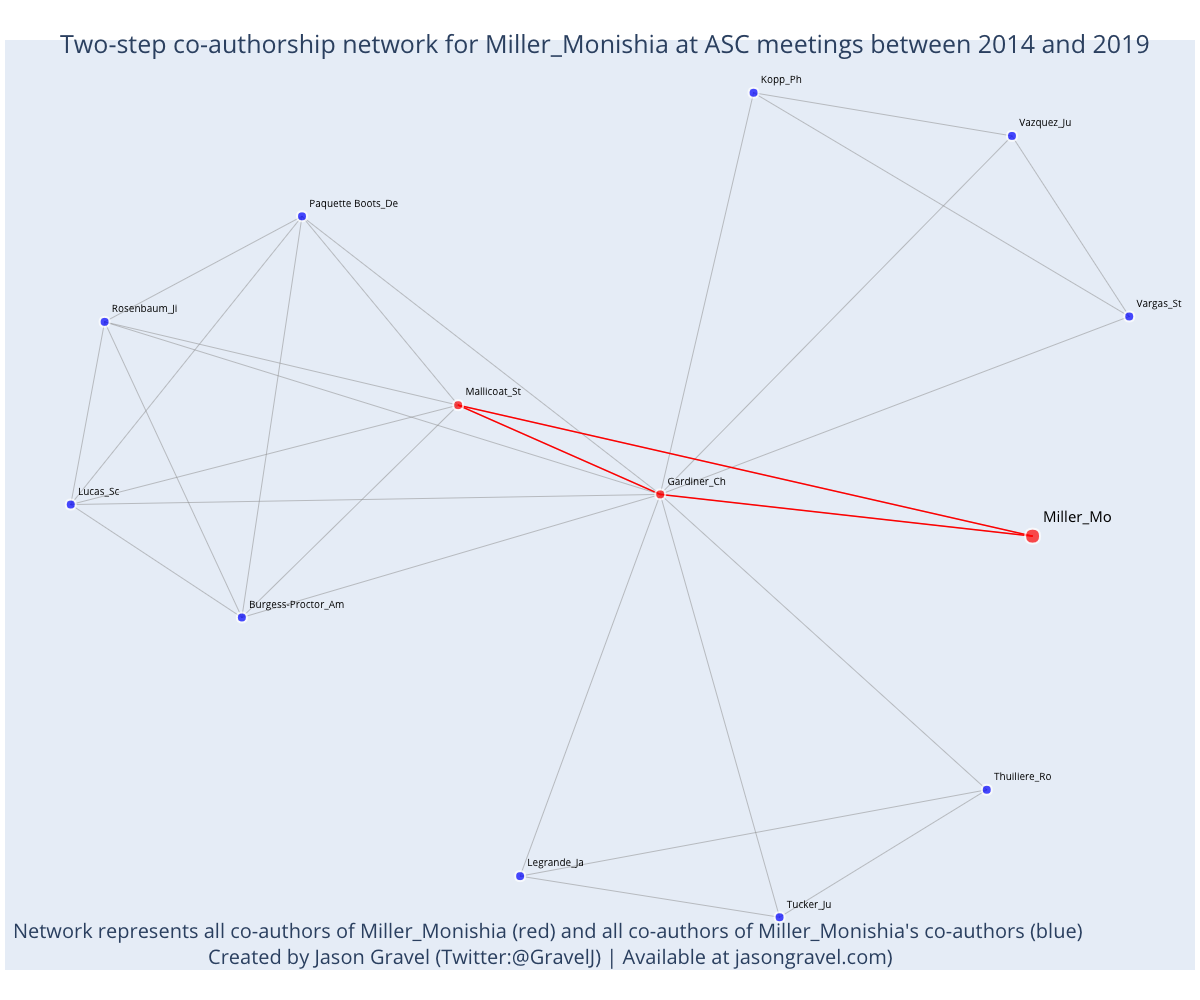 Two-step co-authorship network for Miller_Monishia at ASC meetings between 2014 and 2019
Kopp_Ph
Vazquez_Ju
Paquette Boots_De
Vargas_St
Rosenbaum_Ji
Mallicoat_St
Gardiner_Ch
Lucas_Sc
Miller_Mo
Burgess-Proctor_Am
Thuiliere_Ro
Legrande_Ja
Tucker_Ju
Network represents all co-authors of Miller_Monishia (red) and all co-authors of Miller_Monishia's co-authors (blue)
Created by Jason Gravel (Twitter:@GravelJ) | Available at jasongravel.com)